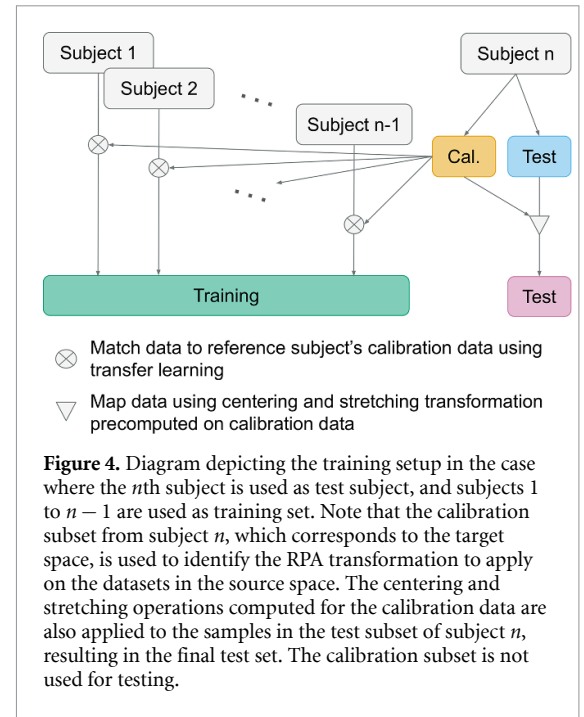 Subject 1
Subject n
Subject 2
Subject n-1
Cal.
Test
Training
Test
Match data to reference subject's calibration data using
transfer learning
Map data using centering and stretching transformation
precomputed on calibration data
Figure 4. Diagram depicting the training setup in the case
where the nth subject is used as test subject, and subjects 1
to n − 1 are used as training set. Note that the calibration
subset from subject n, which corresponds to the target
space, is used to identify the RPA transformation to apply
on the datasets in the source space. The centering and
stretching operations computed for the calibration data are
also applied to the samples in the test subset of subject n,
resulting in the final test set. The calibration subset is not
used for testing.